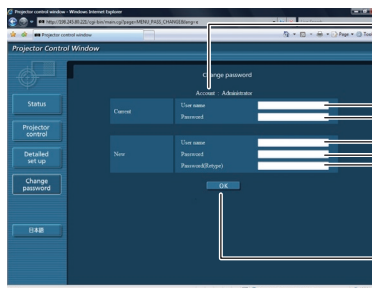 Projector control window - Windows Internet Explorer
Projector control window
Page
Projector Control Window
Change password
Account : Administrator
Status
Projector
control
Detailed
set up
Change
password
日本語
Current
User name
Password
New
User name
Password
Password(Retype)
OK